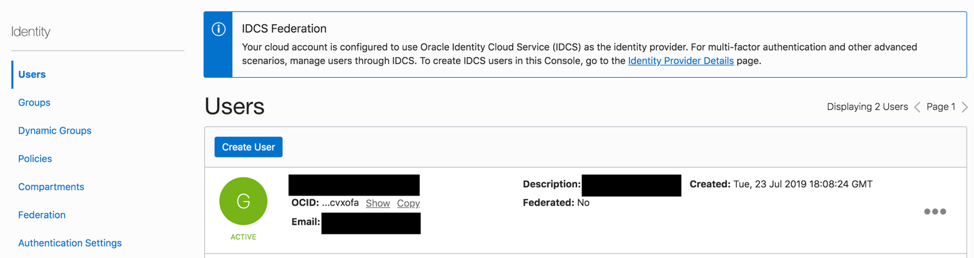 Identity
Users
Groups
Dynamic Groups
Policies
Compartments
Federation
Authentication Settings
IDCS Federation
Your cloud account is configured to use Oracle Identity Cloud Service (IDCS) as the identity provider. For multi-factor authentication and other advanced
scenarios, manage users through IDCS. To create IDCS users in this Console, go to the Identity Provider Details page.
Users
Displaying 2 Users < Page 1 >
Create User
G
ACTIVE
OCID: ...cvxofa Show Copy
Email:
Description:
Federated: No
Created: Tue, 23 Jul 2019 18:08:24 GMT